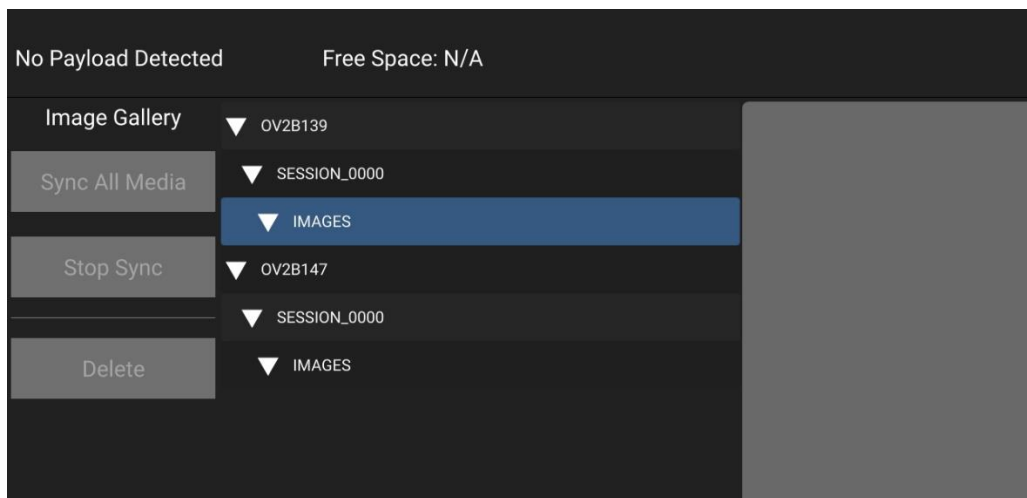 No Payload Detected
Free Space: N/A
Image Gallery
Sync All Media
Stop Sync
Delete
OV2B139
SESSION_0000
IMAGES
OV2B147
SESSION_0000
IMAGES